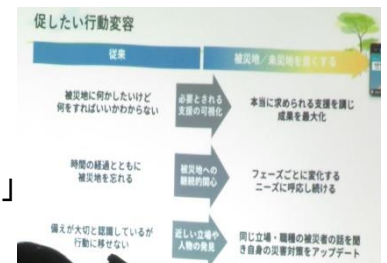 促したい行動変容
従来
被災地/未災地を良くする
被災地に何かしたいけど
何をすればいいかわからない
必要とされる
支援の可視化
本当に求められる支援を講じ
成果を最大化
時間の経過とともに
被災地を忘れる
被災地への
継続的関心
フェーズごとに変化する
ニーズに呼応し続ける
」
備えが大切と認識しているが
行動に移せない
近しい立場や
人物の発見
同じ立場・職種の被災者の話を聞
き自身の災害対策をアップデート